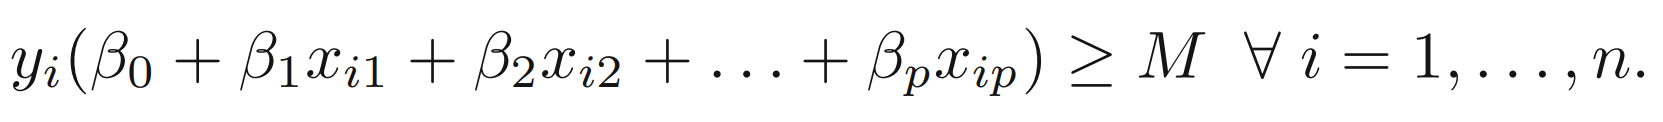 yᵢ(β₀ + β₁xᵢ₁ + β₂xᵢ₂ + . . . + βₚxᵢₚ) ≥ M ∀ i = 1, . . . , n.